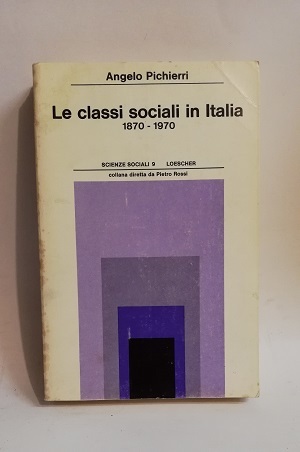 Angelo Pichierri
Le classi sociali in Italia
1870 - 1970
SCIENZE SOCIALI 9 LOESCHER
collana diretta da Pietro Rossi